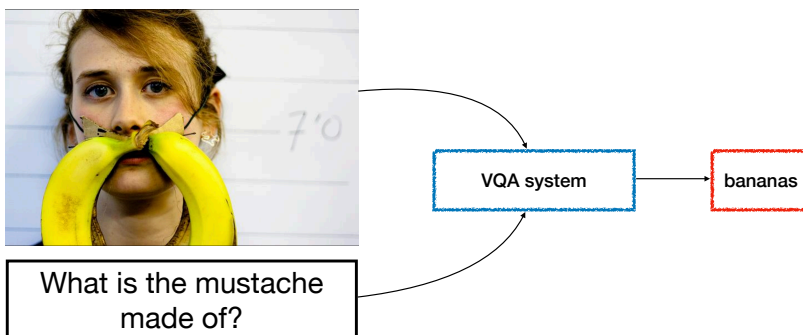 7'0
VQA system
bananas
What is the mustache
made of?